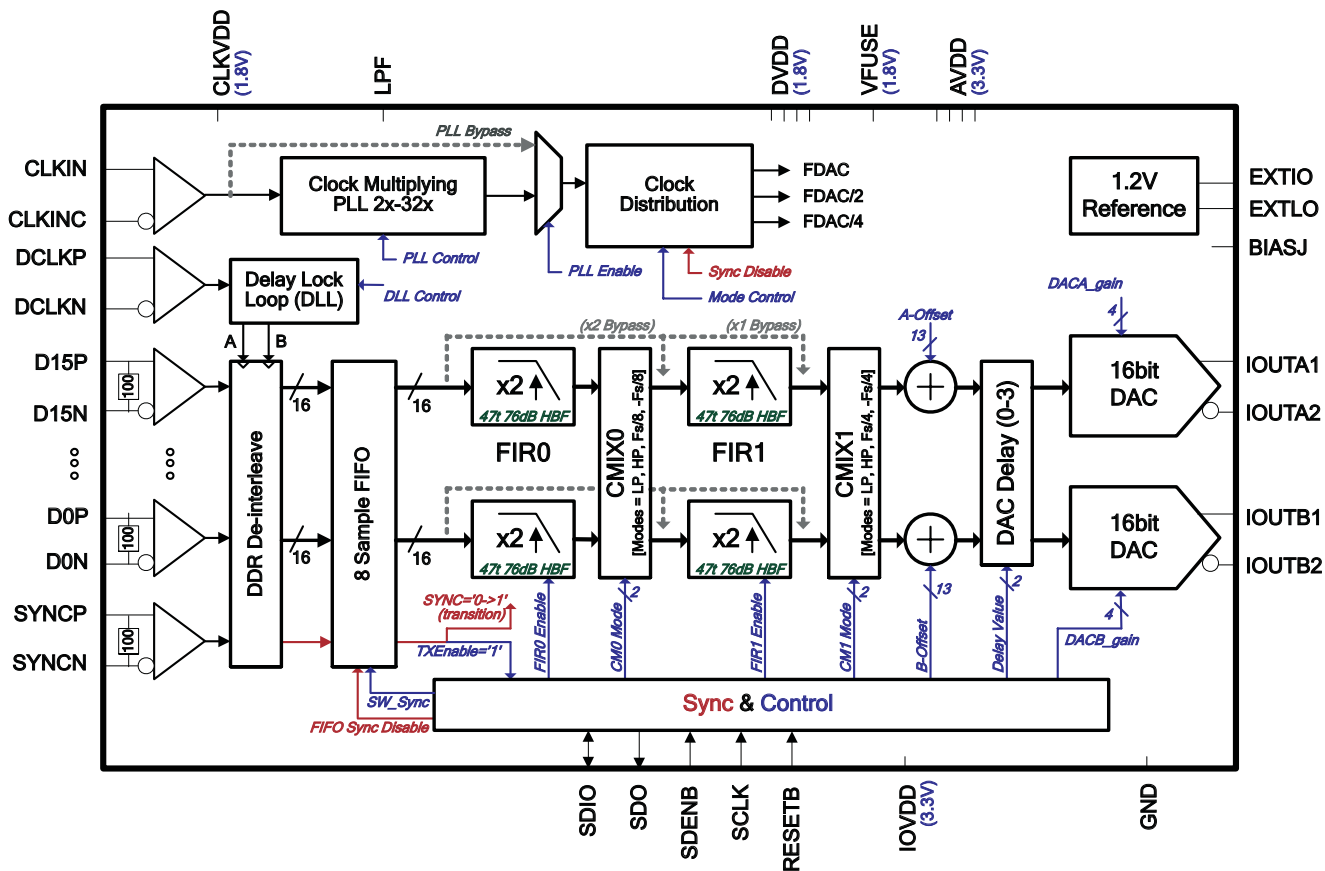 CLKVDD
(1.8V)
LPF
DVDD
(1.8V)
VFUSE
(1.8V)
AVDD
(3.3V)
CLKIN
CLKINC
PLL Bypass
Clock Multiplying
PLL 2x-32x
Clock
Distribution
FDAC
FDAC/2
FDAC/4
1.2V
Reference
EXTIO
EXTLO
BIASJ
PLL Control
PLL Enable
Sync Disable
Mode Control
DCLKP
DCLKN
Delay Lock
Loop (DLL)
DLL Control
A
B
DACA_gain
4
A-Offset
13
(x2 Bypass)
(x1 Bypass)
D15P
100
D15N
DDR De-interleave
16
8 Sample FIFO
16
x2
47t 76dB HBF
FIR0
CMIX0
[Modes = LP, HP, Fs/8, -Fs/8]
x2
47t 76dB HBF
FIR1
CMIX1
[Modes = LP, HP, Fs/4, -Fs/4]
DAC Delay (0-3)
16bit
DAC
IOUTA1
IOUTA2
D0P
100
D0N
16
16
x2
47t 76dB HBF
x2
47t 76dB HBF
16bit
DAC
IOUTB1
IOUTB2
SYNCP
100
SYNCN
SYNC='0->1'
(transition)
TXEnable='1'
FIR0 Enable
CM0 Mode
2
FIR1 Enable
CM1 Mode
2
B-Offset
13
Delay Value
2
4
DACB_gain
SW_Sync
FIFO Sync Disable
Sync & Control
SDIO
SDO
SDENB
SCLK
RESETB
IOVDD
(3.3V)
GND